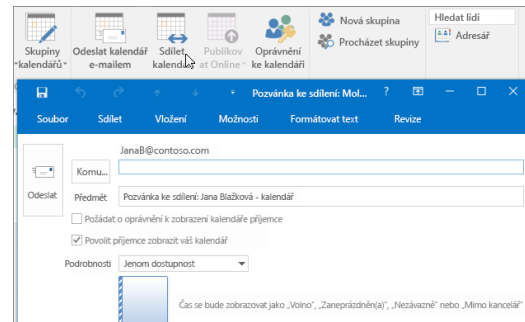 Skupiny kalendářů
Odeslat kalendář e-mailem
Sdílet kalendář
Publikov at Online
Oprávnění ke kalendáři
Nová skupina
Procházet skupiny
Hledat lidí
Adresář
Pozvánka ke sdílení: Mol...
?
Soubor
Sdílet
Vložení
Možnosti
Formátovat text
Revize
JanaB@contoso.com
Odeslat
Komu...
Předmět
Pozvánka ke sdílení: Jana Blažková - kalendář
Požádat o oprávnění k zobrazení kalendáře příjemce
Povolit příjemce zobrazit váš kalendář
Podrobnosti
Jenom dostupnost
Čas se bude zobrazovat jako „Volno", „Zaneprázdněn(a)", „Nezávazně" nebo „Mimo kancelář"